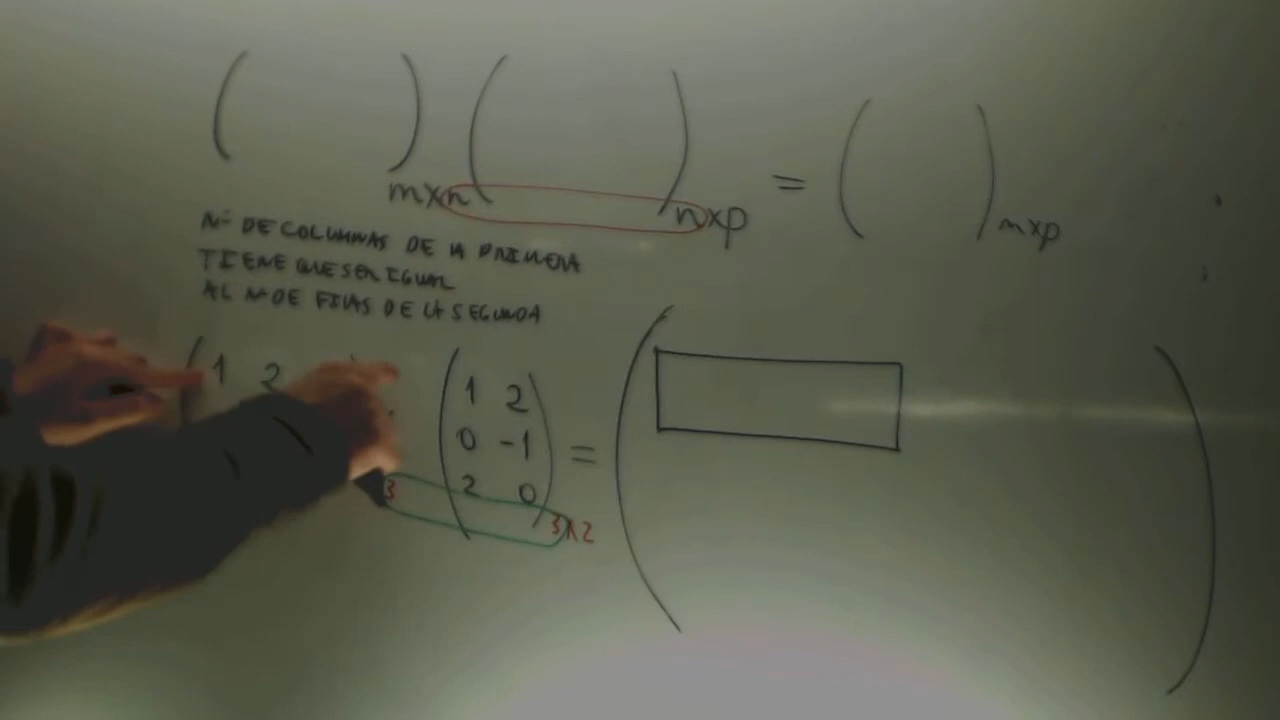 ( )mxn ( )nxp = ( )mxp
Nº DE COLUMNAS DE LA PRIMERA
TIENE QUE SER IGUAL
AL Nº DE FILAS DE LA SEGUNDA
1 2
1 2
0 -1 =
2 0
3 3x2